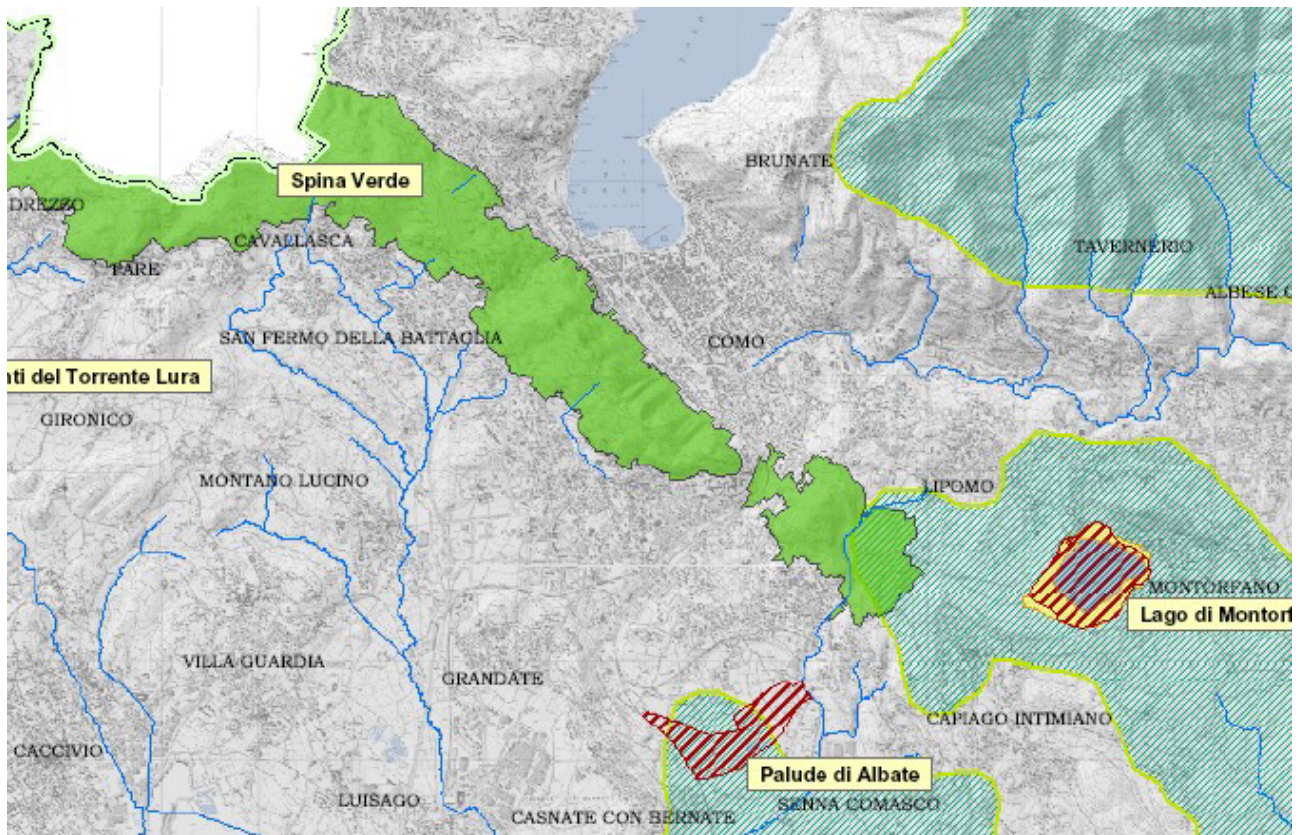 BRUNATE
Spina Verde
DREZZO
CAVALLASCA
TAVERNERIO
PARE
ALBESE C
SAN FERMO DELLA BATTAGLIA
COMO
nti del Torrente Lura
GIRONICO
MONTANO LUCINO
LIPOMO
MONTORFANO
Lago di Montorf
VILLA GUARDIA
GRANDATE
CAPIAGO INTIMIANO
CACCIVIO
Palude di Albate
LUISAGO
SENNA COMASCO
CASNATE CON BERNATE